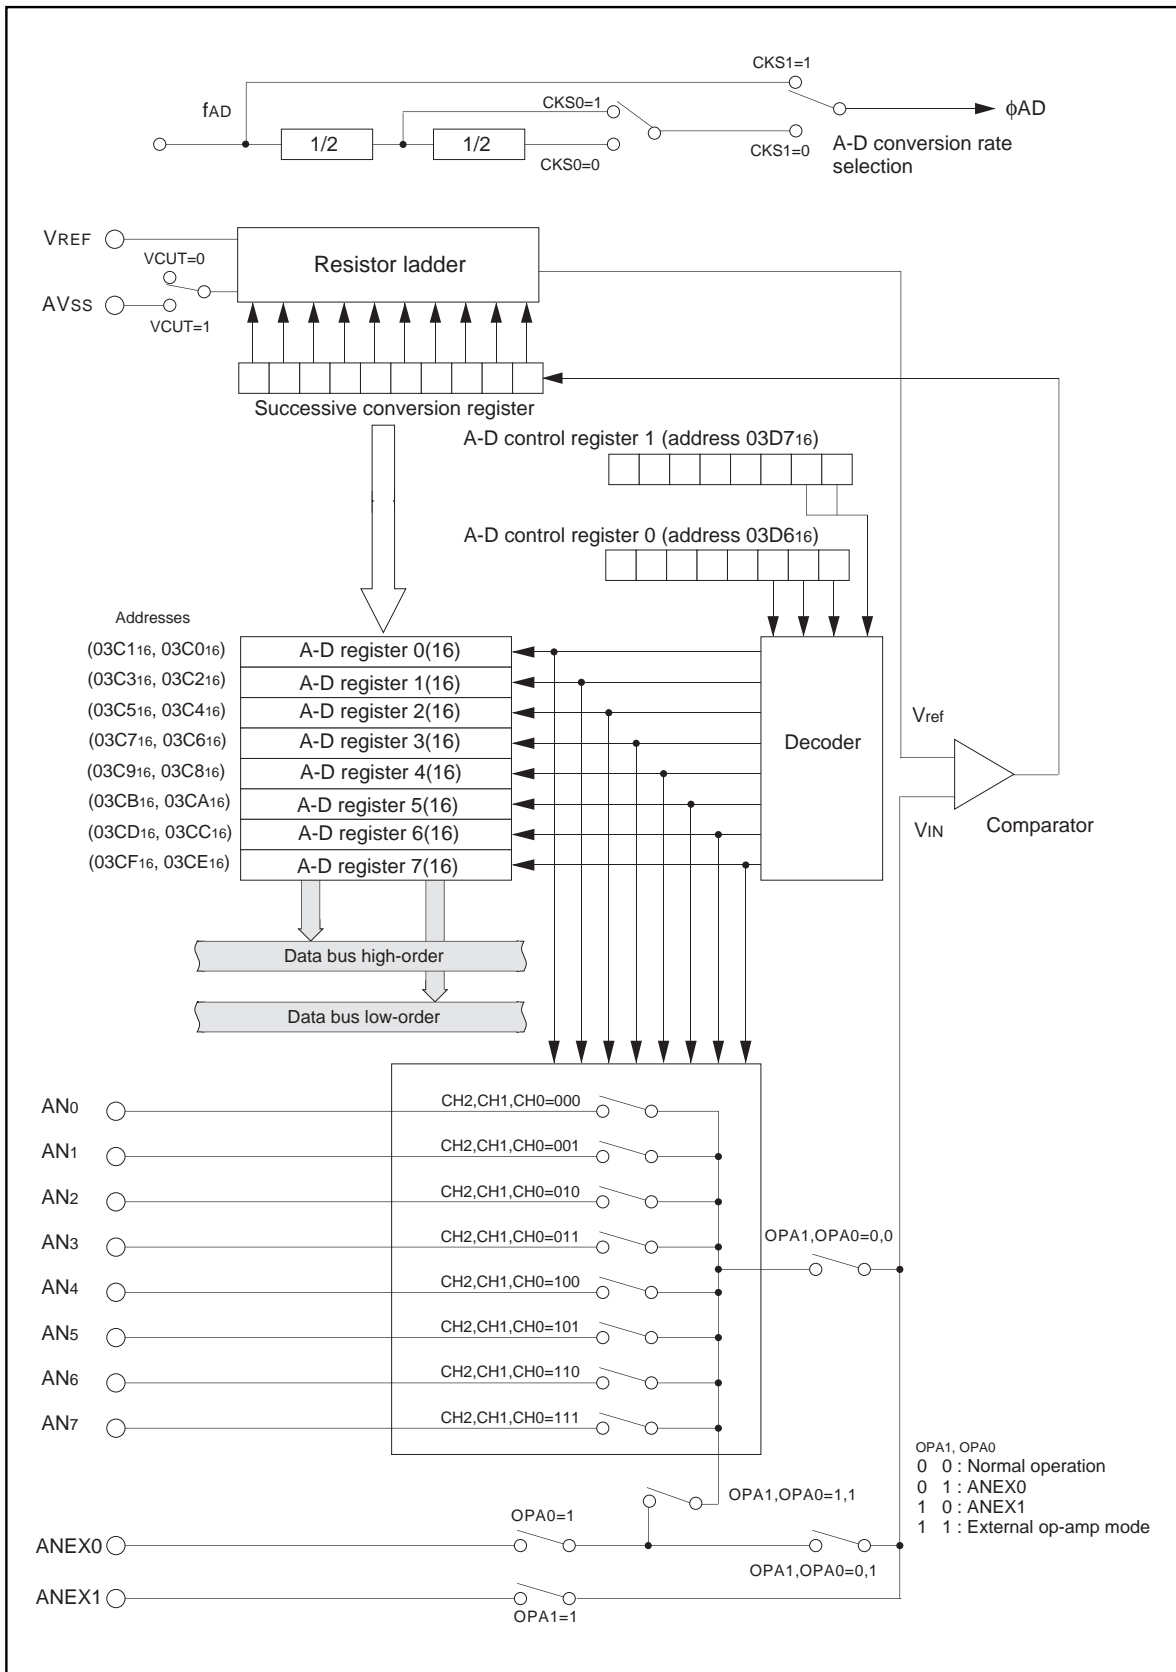 CKS1=1
fAD
CKS0=1
ϕAD
1/2
1/2
CKS0=0
CKS1=0
A-D conversion rate
selection
VREF
VCUT=0
Resistor ladder
AVSS
VCUT=1
Successive conversion register
A-D control register 1 (address 03D716)
A-D control register 0 (address 03D616)
Addresses
(03C116, 03C016)
A-D register 0(16)
(03C316, 03C216)
A-D register 1(16)
(03C516, 03C416)
A-D register 2(16)
(03C716, 03C616)
A-D register 3(16)
(03C916, 03C816)
A-D register 4(16)
(03CB16, 03CA16)
A-D register 5(16)
(03CD16, 03CC16)
A-D register 6(16)
(03CF16, 03CE16)
A-D register 7(16)
Decoder
Vref
VIN
Comparator
Data bus high-order
Data bus low-order
AN0
CH2,CH1,CH0=000
AN1
CH2,CH1,CH0=001
AN2
CH2,CH1,CH0=010
AN3
CH2,CH1,CH0=011
OPA1,OPA0=0,0
AN4
CH2,CH1,CH0=100
AN5
CH2,CH1,CH0=101
AN6
CH2,CH1,CH0=110
AN7
CH2,CH1,CH0=111
OPA1, OPA0
0 0 : Normal operation
0 1 : ANEX0
1 0 : ANEX1
1 1 : External op-amp mode
OPA1,OPA0=1,1
OPA0=1
ANEX0
OPA1,OPA0=0,1
ANEX1
OPA1=1